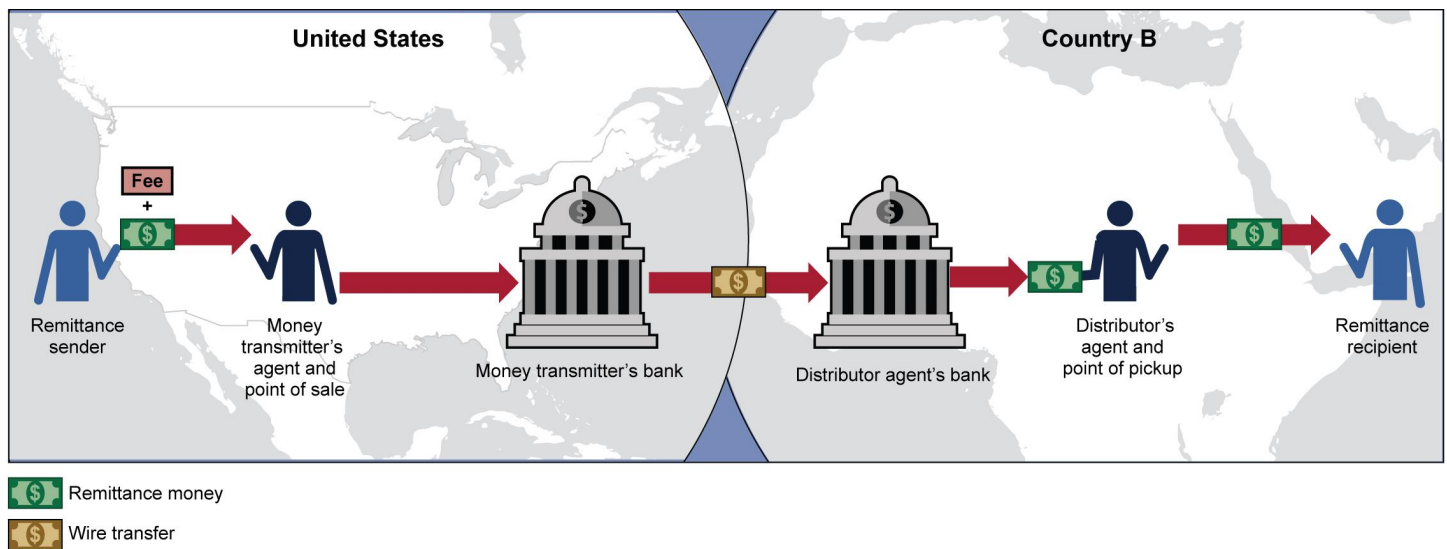 United States
Country B
Fee
+
$
$
$
$
$
$
Remittance
sender
Money
transmitter's
agent and
point of sale
Money transmitter's bank
Distributor agent's bank
Distributor's
agent and
point of pickup
Remittance
recipient
$ Remittance money
$ Wire transfer